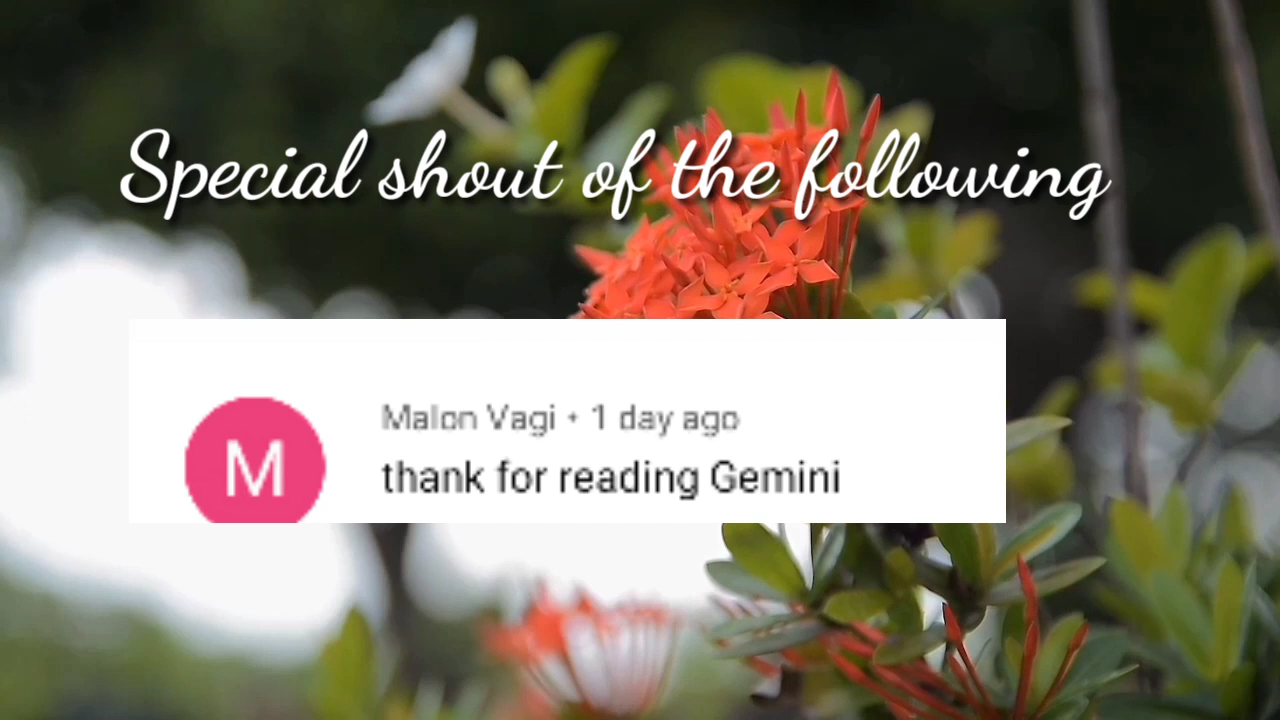 Special shout of the following
M
Malon Vagi • 1 day ago
thank for reading Gemini